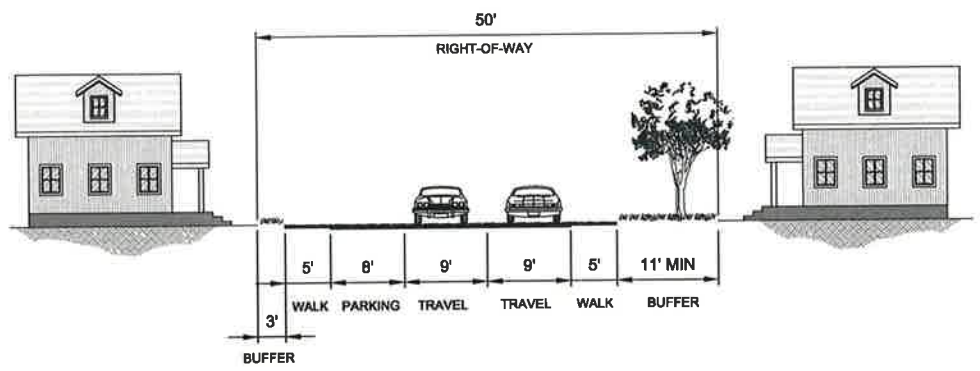 50'
RIGHT-OF-WAY
5' 8' 9' 9' 5' 11' MIN
WALK PARKING TRAVEL TRAVEL WALK BUFFER
3'
BUFFER